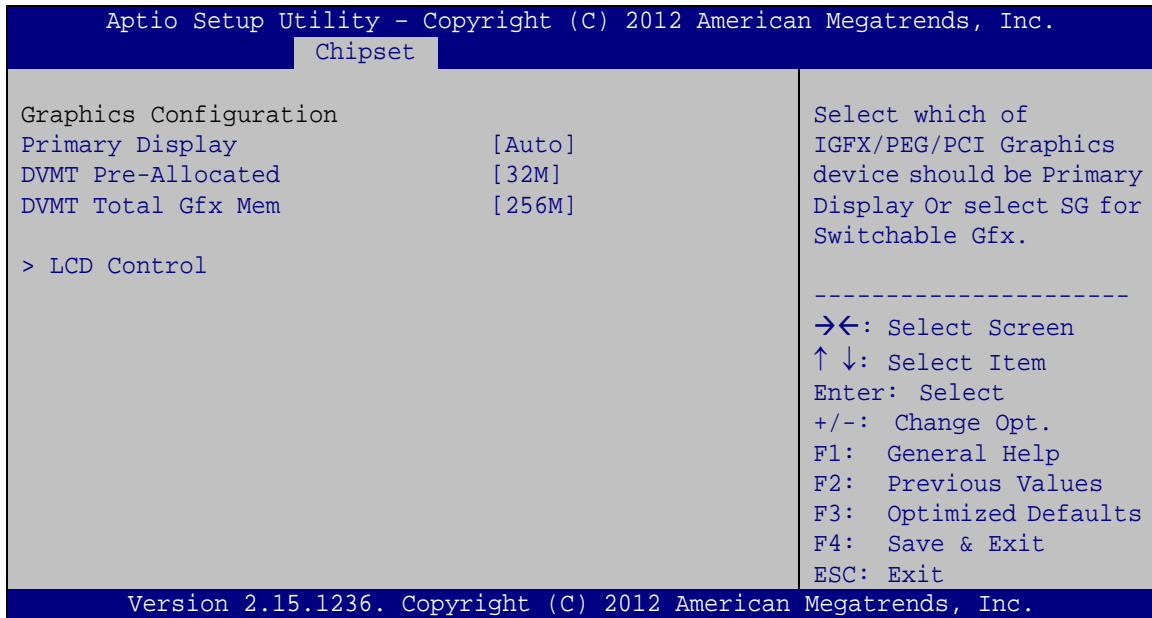 Aptio Setup Utility – Copyright (C) 2012 American Megatrends, Inc.
Chipset
Graphics Configuration
Primary Display [Auto]
DVMT Pre-Allocated [32M]
DVMT Total Gfx Mem [256M]
> LCD Control
Select which of
IGFX/PEG/PCI Graphics
device should be Primary
Display Or select SG for
Switchable Gfx.
----------------------
→←: Select Screen
↑ ↓: Select Item
Enter: Select
+/-: Change Opt.
F1: General Help
F2: Previous Values
F3: Optimized Defaults
F4: Save & Exit
ESC: Exit
Version 2.15.1236. Copyright (C) 2012 American Megatrends, Inc.